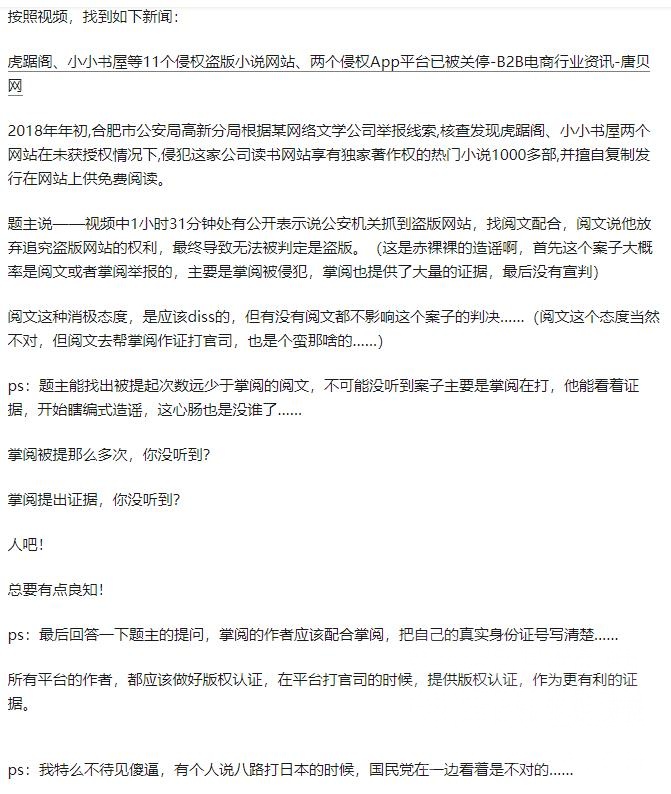 按照视频，找到如下新闻：
虎踞阁、小小书屋等11个侵权盗版小说网站、两个侵权App平台已被关停-B2B电商行业资讯-唐贝
网
2018年年初,合肥市公安局高新分局根据某网络文学公司举报线索,核查发现虎踞阁、小小书屋两个
网站在未获授权情况下,侵犯这家公司读书网站享有独家著作权的热门小说1000多部,并擅自复制发
行在网站上供免费阅读。
题主说——视频中1小时31分钟处有公开表示说公安机关抓到盗版网站，找阅文配合，阅文说他放
弃追究盗版网站的权利，最终导致无法被判定是盗版。（这是赤裸裸的造谣啊，首先这个案子大概
率是阅文或者掌阅举报的，主要是掌阅被侵犯，掌阅也提供了大量的证据，最后没有宣判）
阅文这种消极态度，是应该diss的，但有没有阅文都不影响这个案子的判决......（阅文这个态度当然
不对，但阅文去帮掌阅作证打官司，也是个蛮那啥的......）
ps：题主能找出被提起次数远少于掌阅的阅文，不可能没听到案子主要是掌阅在打，他能看着证
据，开始瞎编式造谣，这心肠也是没谁了......
掌阅被提那么多次，你没听到？
掌阅提出证据，你没听到？
人吧！
总要有点良知！
ps：最后回答一下题主的提问，掌阅的作者应该配合掌阅，把自己的真实身份证号写清楚......
所有平台的作者，都应该做好版权认证，在平台打官司的时候，提供版权认证，作为更有利的证
据。
ps：我特么不待见傻逼，有个人说八路打日本的时候，国民党在一边看着是不对的......